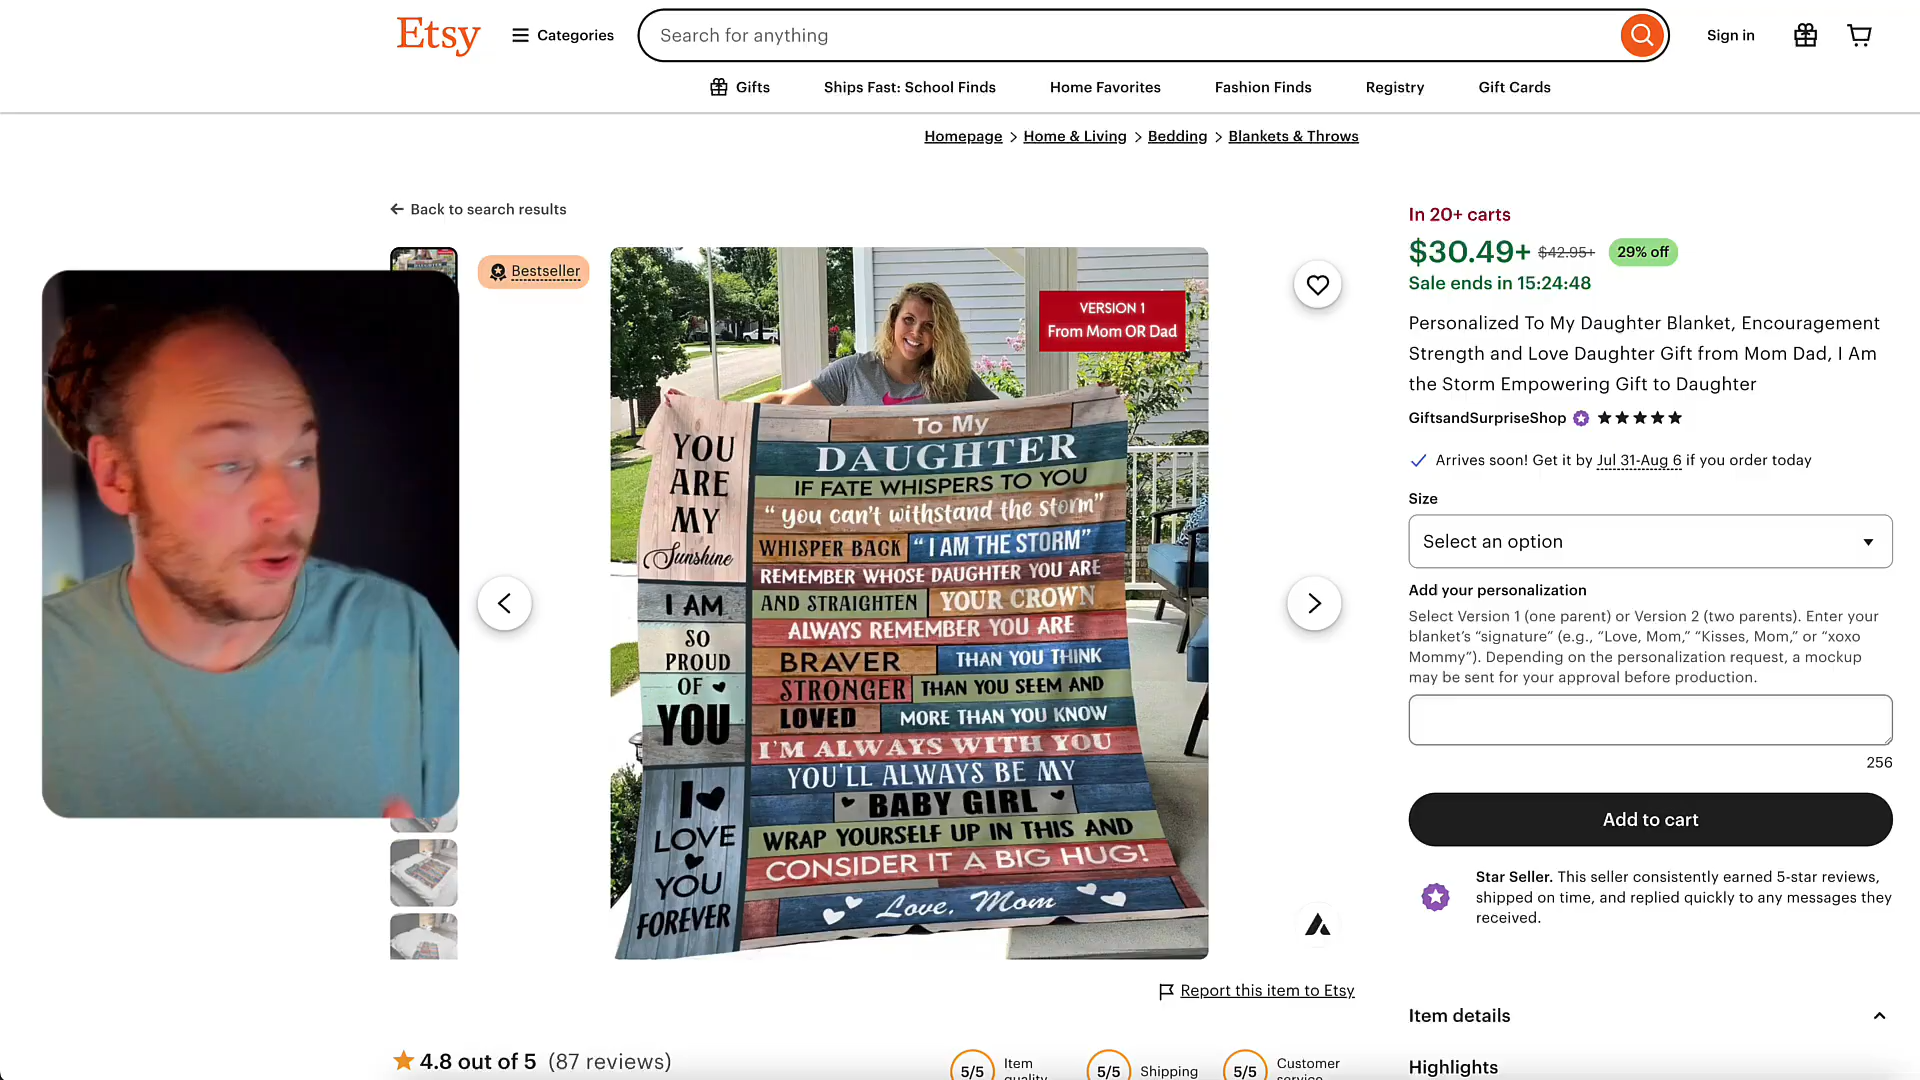 Etsy
Categories
Search for anything
Sign in
Gifts
Ships Fast: School Finds
Home Favorites
Fashion Finds
Registry
Gift Cards
Homepage > Home & Living > Bedding > Blankets & Throws
Back to search results
Bestseller
VERSION 1
From Mom OR Dad
YOU
ARE
MY
Sunshine
I AM
SO
PROUD
OF
YOU
I
LOVE
YOU
FOREVER
To My
DAUGHTER
IF FATE WHISPERS TO YOU
“you can't withstand the storm”
WHISPER BACK “I AM THE STORM”
REMEMBER WHOSE DAUGHTER YOU ARE
AND STRAIGHTEN YOUR CROWN
ALWAYS REMEMBER YOU ARE
BRAVER THAN YOU THINK
STRONGER THAN YOU SEEM AND
LOVED MORE THAN YOU KNOW
I'M ALWAYS WITH YOU
YOU'LL ALWAYS BE MY
BABY GIRL
WRAP YOURSELF UP IN THIS AND
CONSIDER IT A BIG HUG!
Love, Mom
Report this item to Etsy
4.8 out of 5 (87 reviews)
5/5 Item quality
5/5 Shipping
5/5 Customer service
In 20+ carts
$30.49+ $42.95+ 29% off
Sale ends in 15:24:48
Personalized To My Daughter Blanket, Encouragement
Strength and Love Daughter Gift from Mom Dad, I Am
the Storm Empowering Gift to Daughter
GiftsandSurpriseShop
Arrives soon! Get it by Jul 31-Aug 6 if you order today
Size
Select an option
Add your personalization
Select Version 1 (one parent) or Version 2 (two parents). Enter your
blanket’s “signature” (e.g., “Love, Mom,” “Kisses, Mom,” or “xoxo
Mommy”). Depending on the personalization request, a mockup
may be sent for your approval before production.
256
Add to cart
Star Seller. This seller consistently earned 5-star reviews,
shipped on time, and replied quickly to any messages they
received.
Item details
Highlights